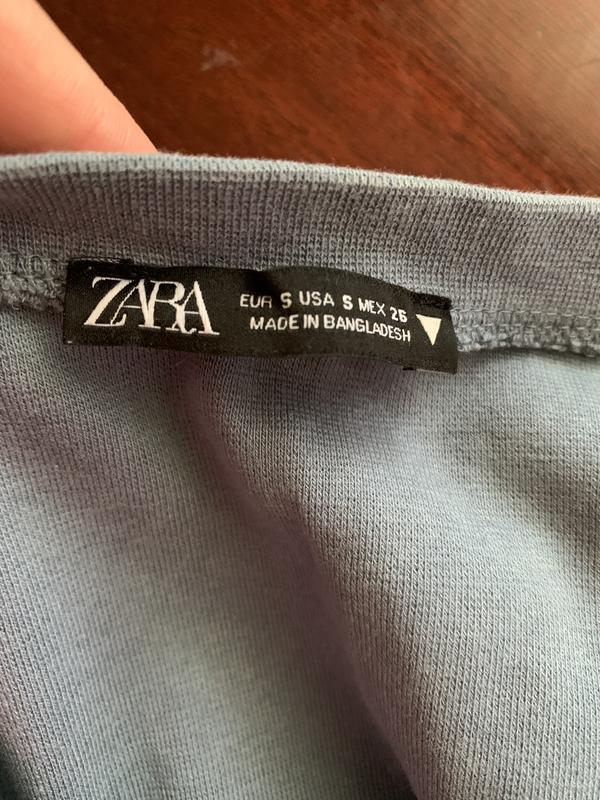 ZARA
EUR S USA S MEX 26
MADE IN BANGLADESH